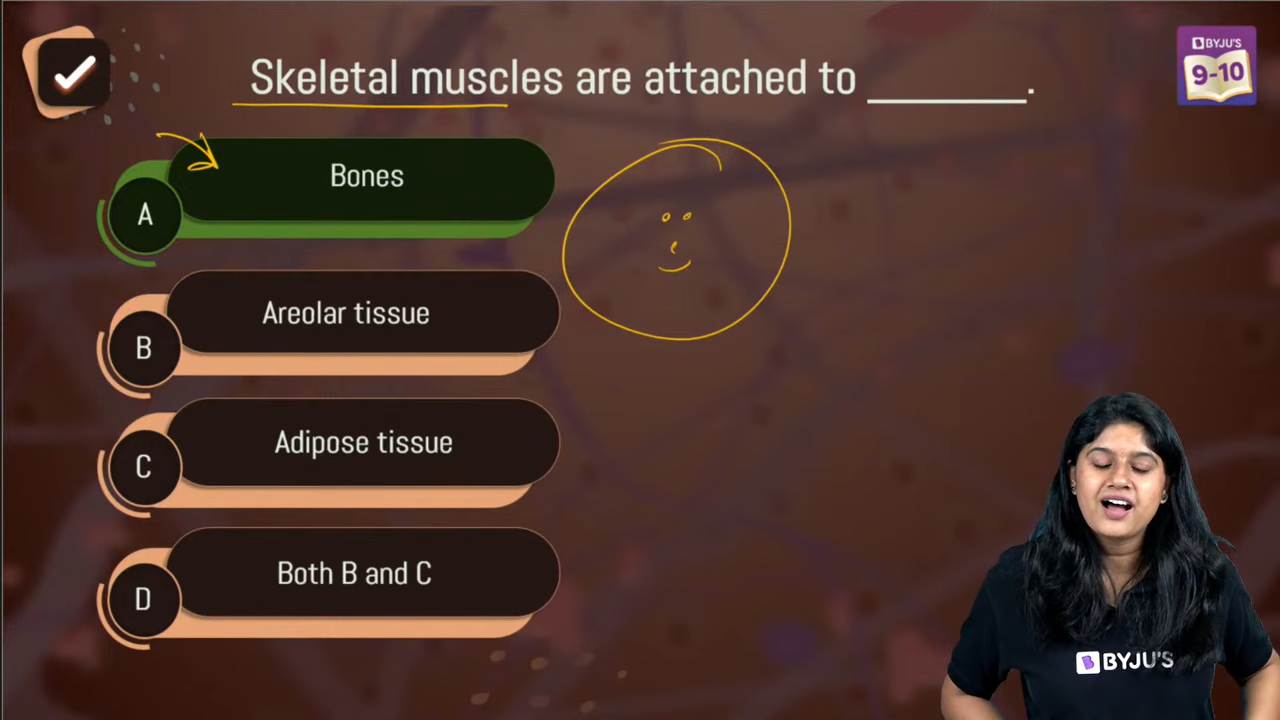 Skeletal muscles are attached to ________.
BYJU'S
9-10
A
Bones
B
Areolar tissue
C
Adipose tissue
D
Both B and C
BYJU'S